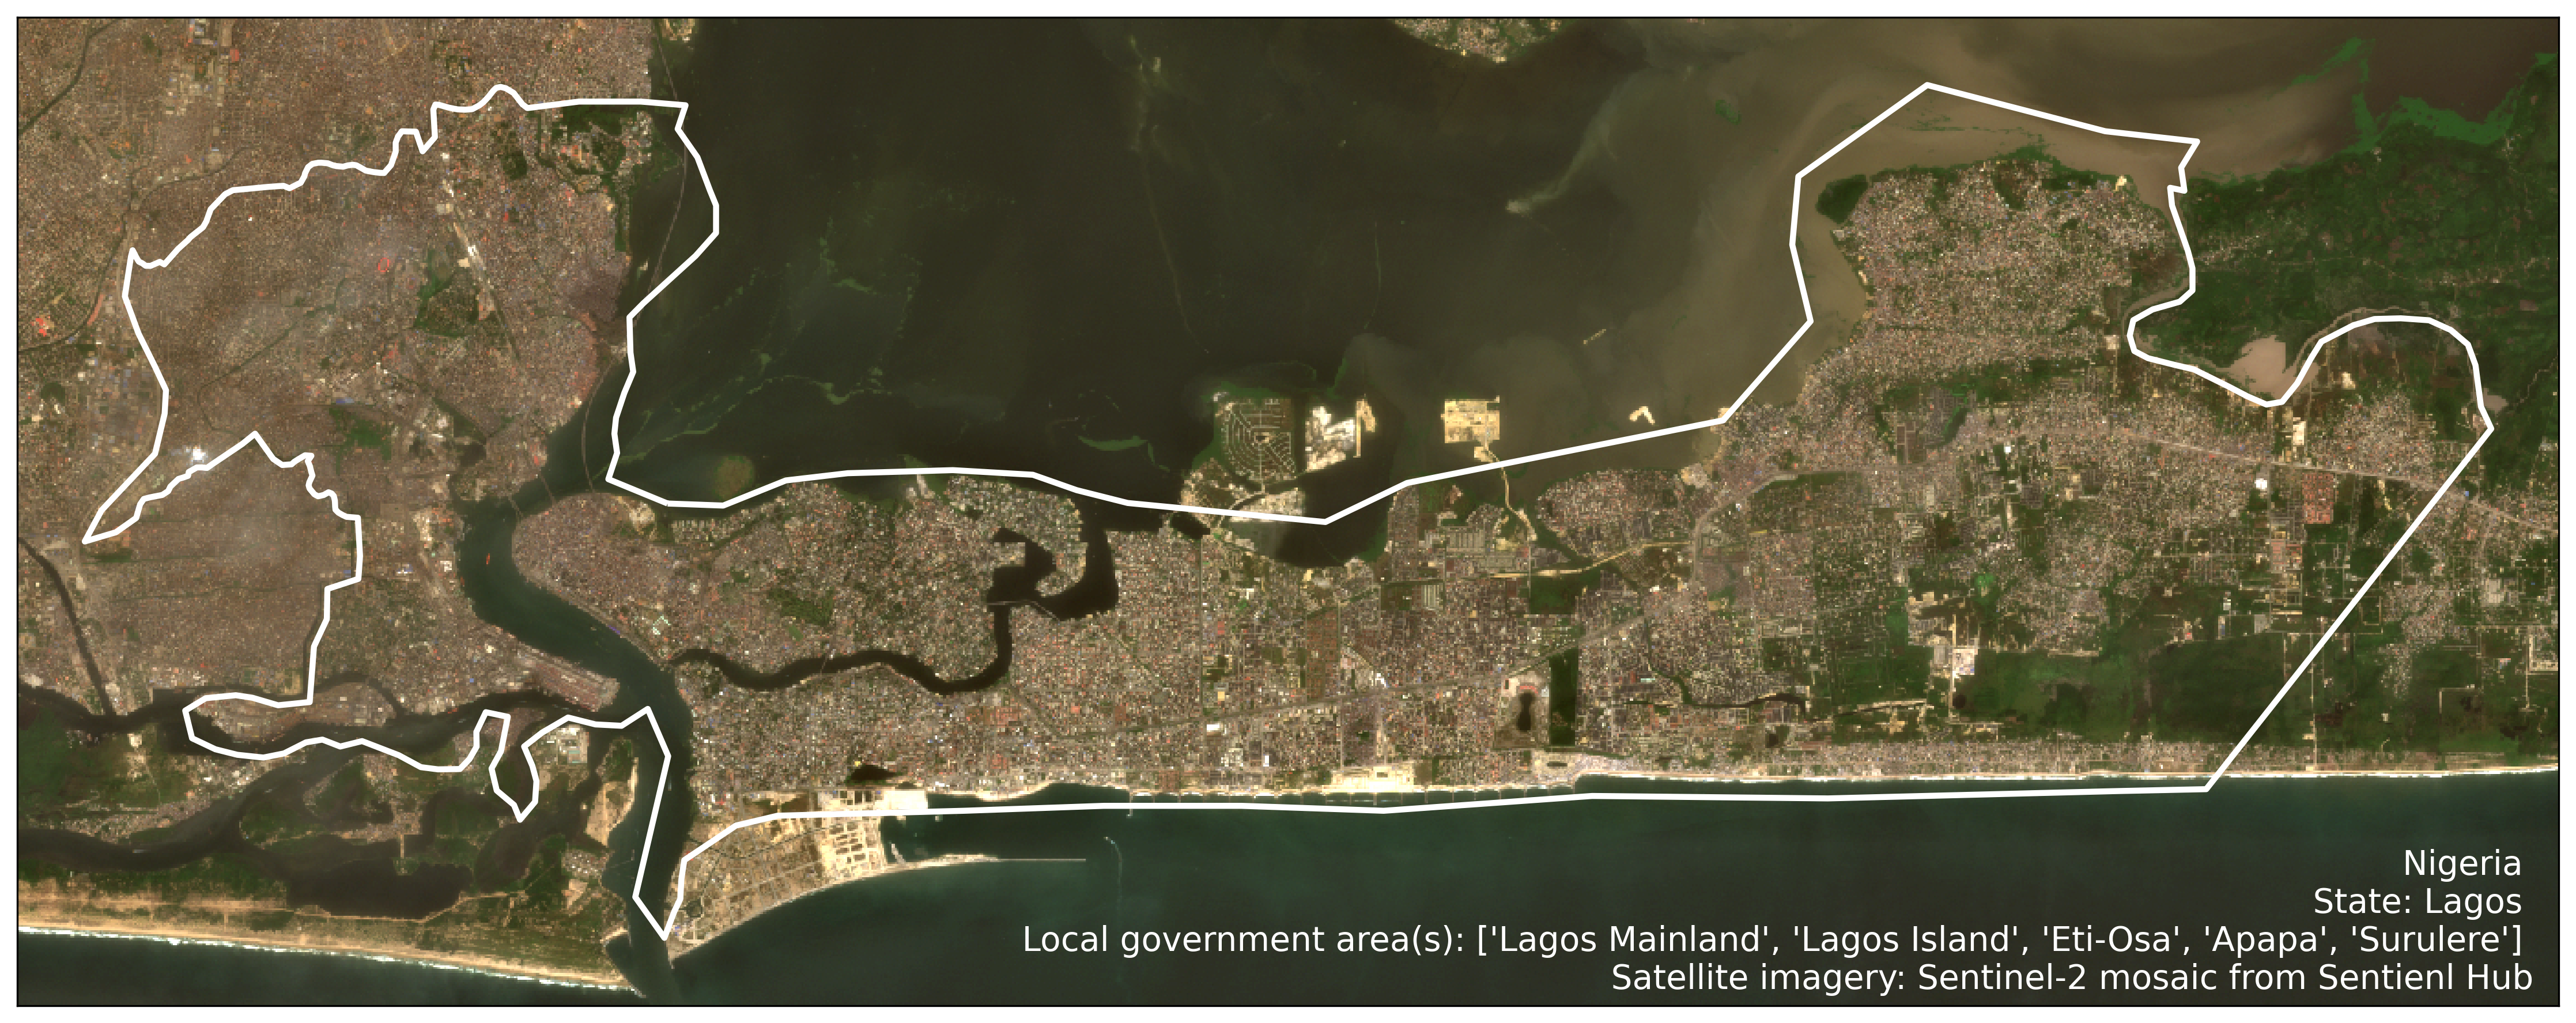 Nigeria
State: Lagos
Local government area(s): ['Lagos Mainland', 'Lagos Island', 'Eti-Osa', 'Apapa', 'Surulere']
Satellite imagery: Sentinel-2 mosaic from Sentienl Hub